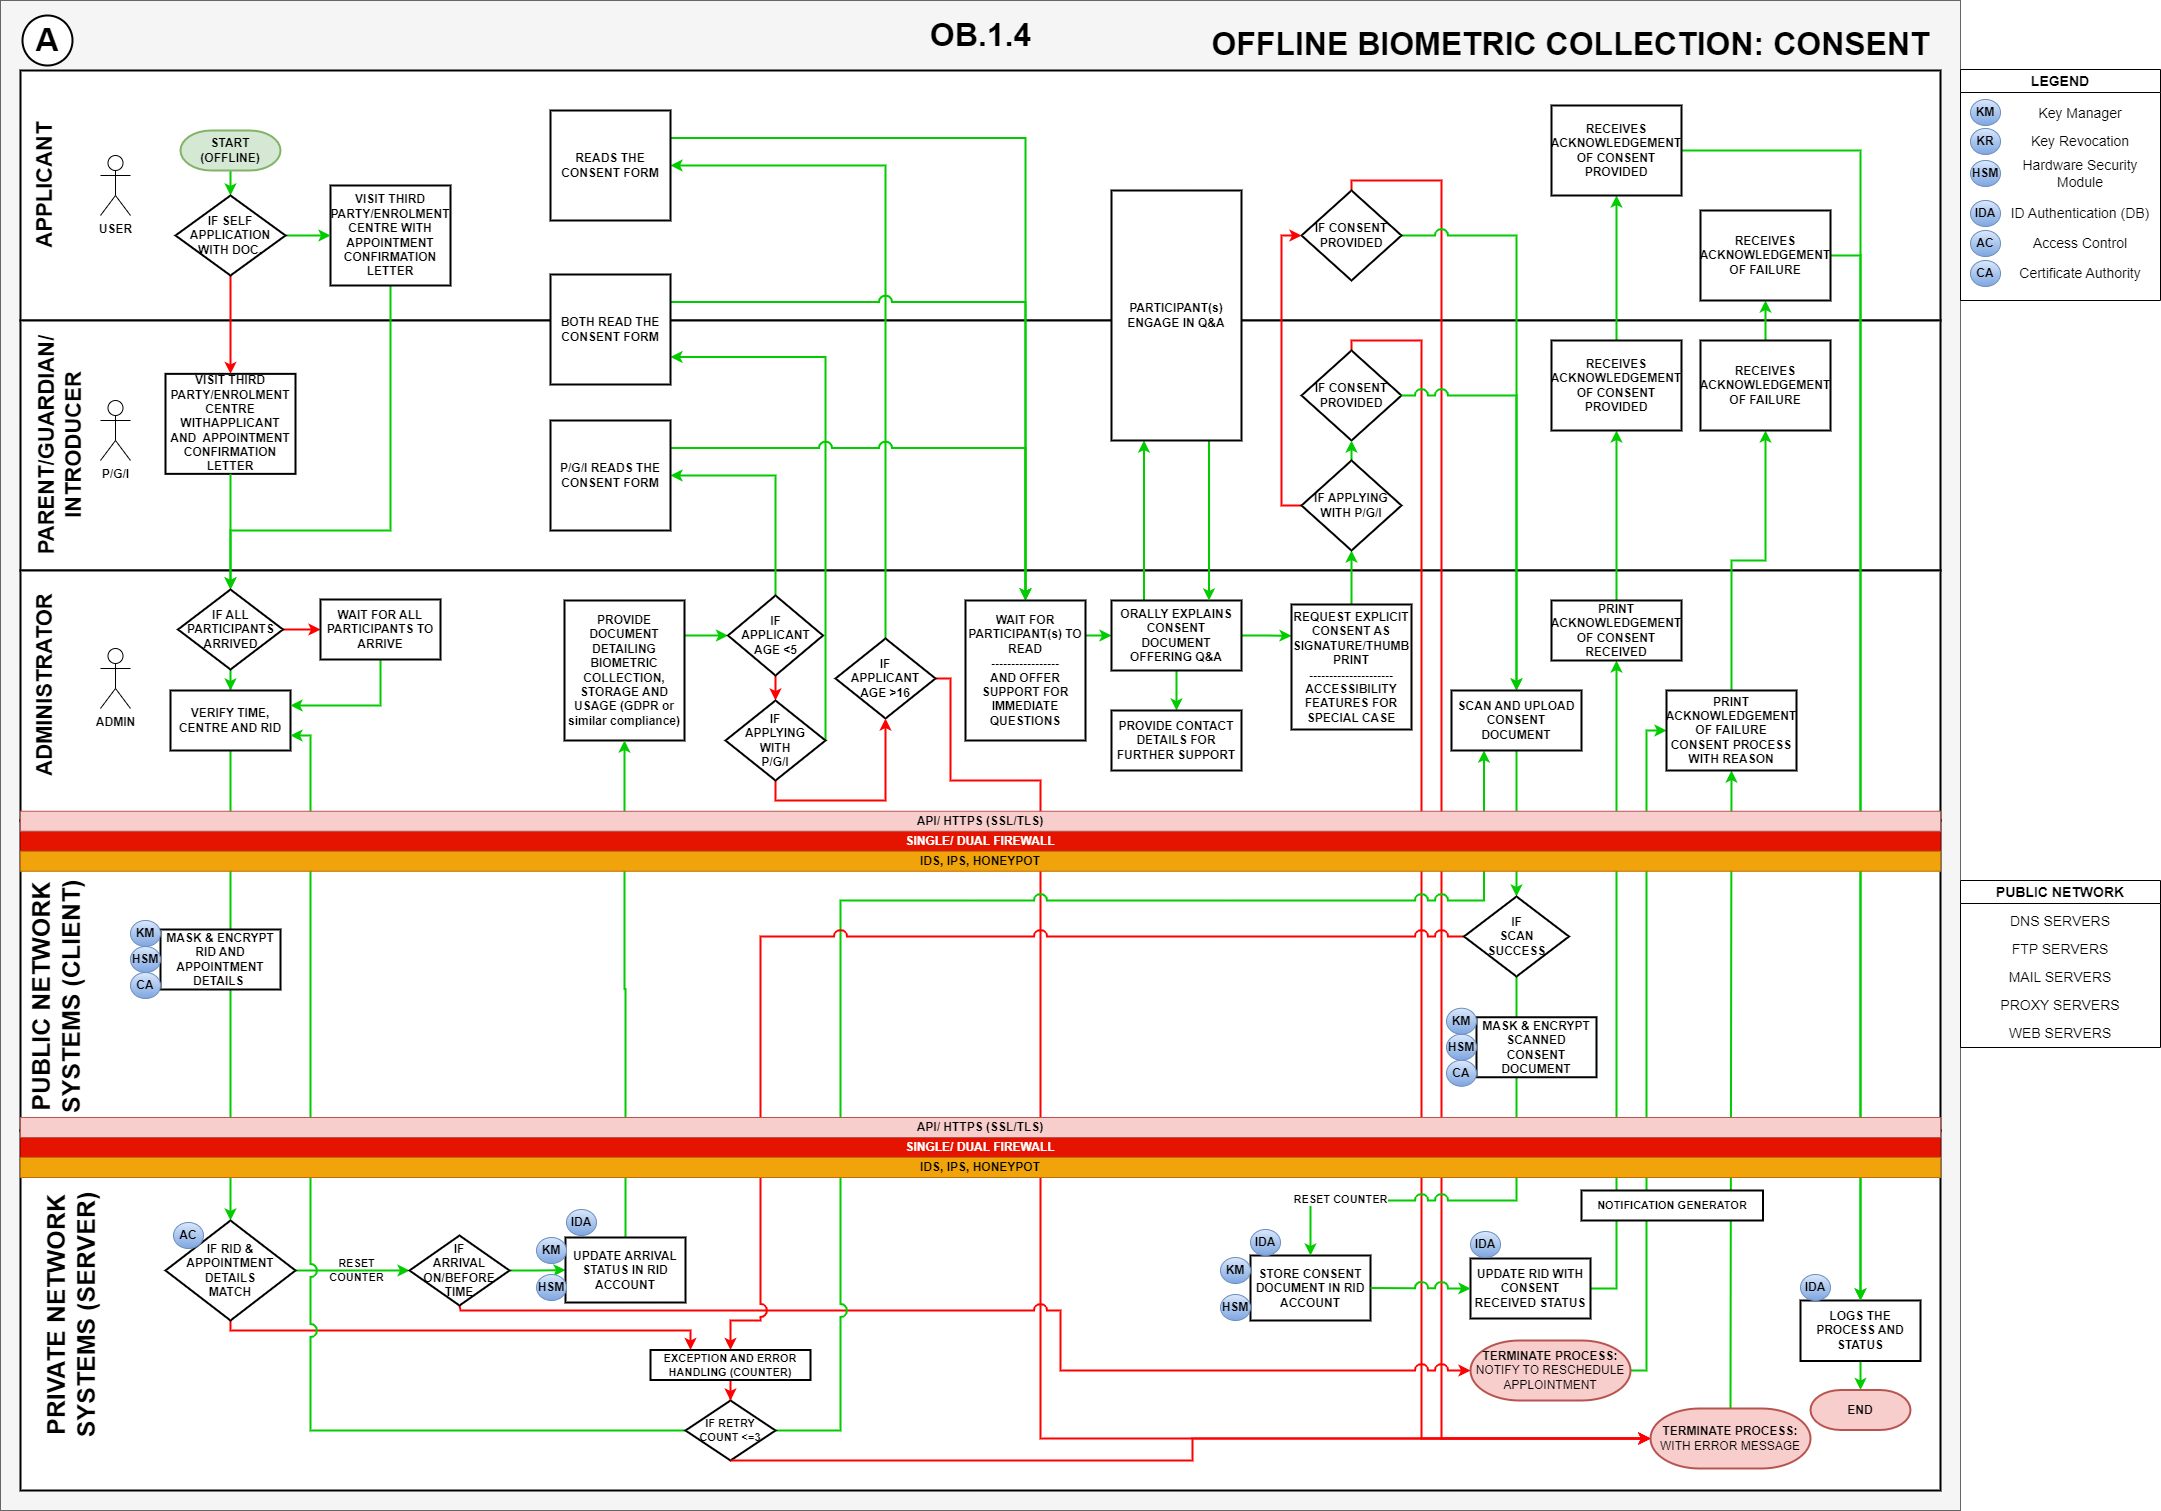 A
OB.1.4
OFFLINE BIOMETRIC COLLECTION: CONSENT
APPLICANT
USER
START
(OFFLINE)
IF SELF
APPLICATION
WITH DOC.
VISIT THIRD
PARTY/ENROLMENT
CENTRE WITH
APPOINTMENT
CONFIRMATION
LETTER
READS THE
CONSENT FORM
BOTH READ THE
CONSENT FORM
PARTICIPANT(s)
ENGAGE IN Q&A
IF CONSENT
PROVIDED
RECEIVES
ACKNOWLEDGEMENT
OF CONSENT
PROVIDED
RECEIVES
ACKNOWLEDGEMENT
OF FAILURE
PARENT/GUARDIAN/
INTRODUCER
P/G/I
VISIT THIRD
PARTY/ENROLMENT
CENTRE
WITHAPPLICANT
AND APPOINTMENT
CONFIRMATION
LETTER
P/G/I READS THE
CONSENT FORM
IF CONSENT
PROVIDED
IF APPLYING
WITH P/G/I
RECEIVES
ACKNOWLEDGEMENT
OF CONSENT
PROVIDED
RECEIVES
ACKNOWLEDGEMENT
OF FAILURE
ADMINISTRATOR
ADMIN
IF ALL
PARTICIPANTS
ARRIVED
WAIT FOR ALL
PARTICIPANTS TO
ARRIVE
VERIFY TIME,
CENTRE AND RID
PROVIDE
DOCUMENT
DETAILING
BIOMETRIC
COLLECTION,
STORAGE AND
USAGE (GDPR or
similar compliance)
IF
APPLICANT
AGE <5
IF
APPLYING
WITH
P/G/I
IF
APPLICANT
AGE >16
WAIT FOR
PARTICIPANT(s) TO
READ
-----------------
AND OFFER
SUPPORT FOR
IMMEDIATE
QUESTIONS
ORALLY EXPLAINS
CONSENT
DOCUMENT
OFFERING Q&A
PROVIDE CONTACT
DETAILS FOR
FURTHER SUPPORT
REQUEST EXPLICIT
CONSENT AS
SIGNATURE/THUMB
PRINT
---------------------
ACCESSIBILITY
FEATURES FOR
SPECIAL CASE
SCAN AND UPLOAD
CONSENT
DOCUMENT
PRINT
ACKNOWLEDGEMENT
OF CONSENT
RECEIVED
PRINT
ACKNOWLEDGEMENT
OF FAILURE
CONSENT PROCESS
WITH REASON
API/ HTTPS (SSL/TLS)
SINGLE/ DUAL FIREWALL
IDS, IPS, HONEYPOT
PUBLIC NETWORK
SYSTEMS (CLIENT)
KM
HSM
CA
MASK & ENCRYPT
RID AND
APPOINTMENT
DETAILS
IF
SCAN
SUCCESS
KM
HSM
CA
MASK & ENCRYPT
SCANNED
CONSENT
DOCUMENT
API/ HTTPS (SSL/TLS)
SINGLE/ DUAL FIREWALL
IDS, IPS, HONEYPOT
PRIVATE NETWORK
SYSTEMS (SERVER)
AC
IF RID &
APPOINTMENT
DETAILS
MATCH
RESET
COUNTER
IF
ARRIVAL
ON/BEFORE
TIME
IDA
KM
HSM
UPDATE ARRIVAL
STATUS IN RID
ACCOUNT
EXCEPTION AND ERROR
HANDLING (COUNTER)
IF RETRY
COUNT <=3
RESET COUNTER
IDA
KM
HSM
STORE CONSENT
DOCUMENT IN RID
ACCOUNT
IDA
UPDATE RID WITH
CONSENT
RECEIVED STATUS
NOTIFICATION GENERATOR
TERMINATE PROCESS:
NOTIFY TO RESCHEDULE
APPLOINTMENT
TERMINATE PROCESS:
WITH ERROR MESSAGE
IDA
LOGS THE
PROCESS AND
STATUS
END
LEGEND
KM Key Manager
KR Key Revocation
HSM Hardware Security
Module
IDA ID Authentication (DB)
AC Access Control
CA Certificate Authority
PUBLIC NETWORK
DNS SERVERS
FTP SERVERS
MAIL SERVERS
PROXY SERVERS
WEB SERVERS